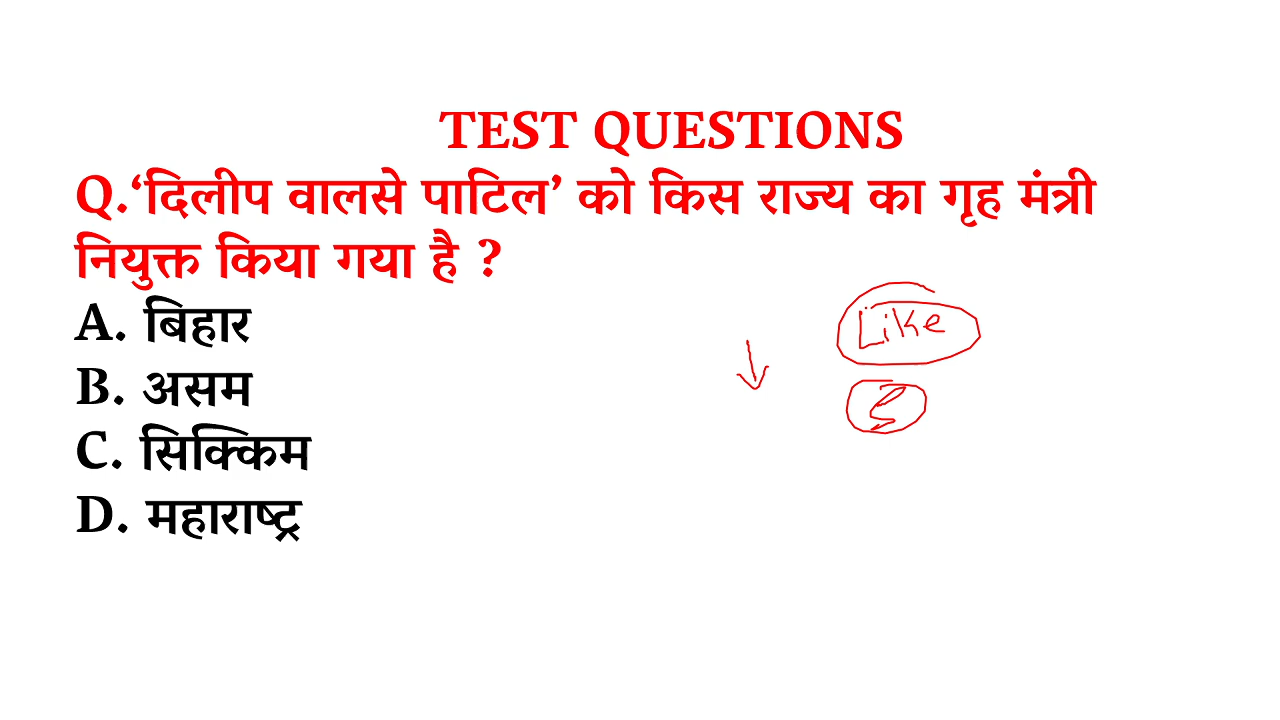 TEST QUESTIONS
Q.‘दिलीप वालसे पाटिल’ को किस राज्य का गृह मंत्री
नियुक्त किया गया है ?
A. बिहार
B. असम
C. सिक्किम
D. महाराष्ट्र
Like